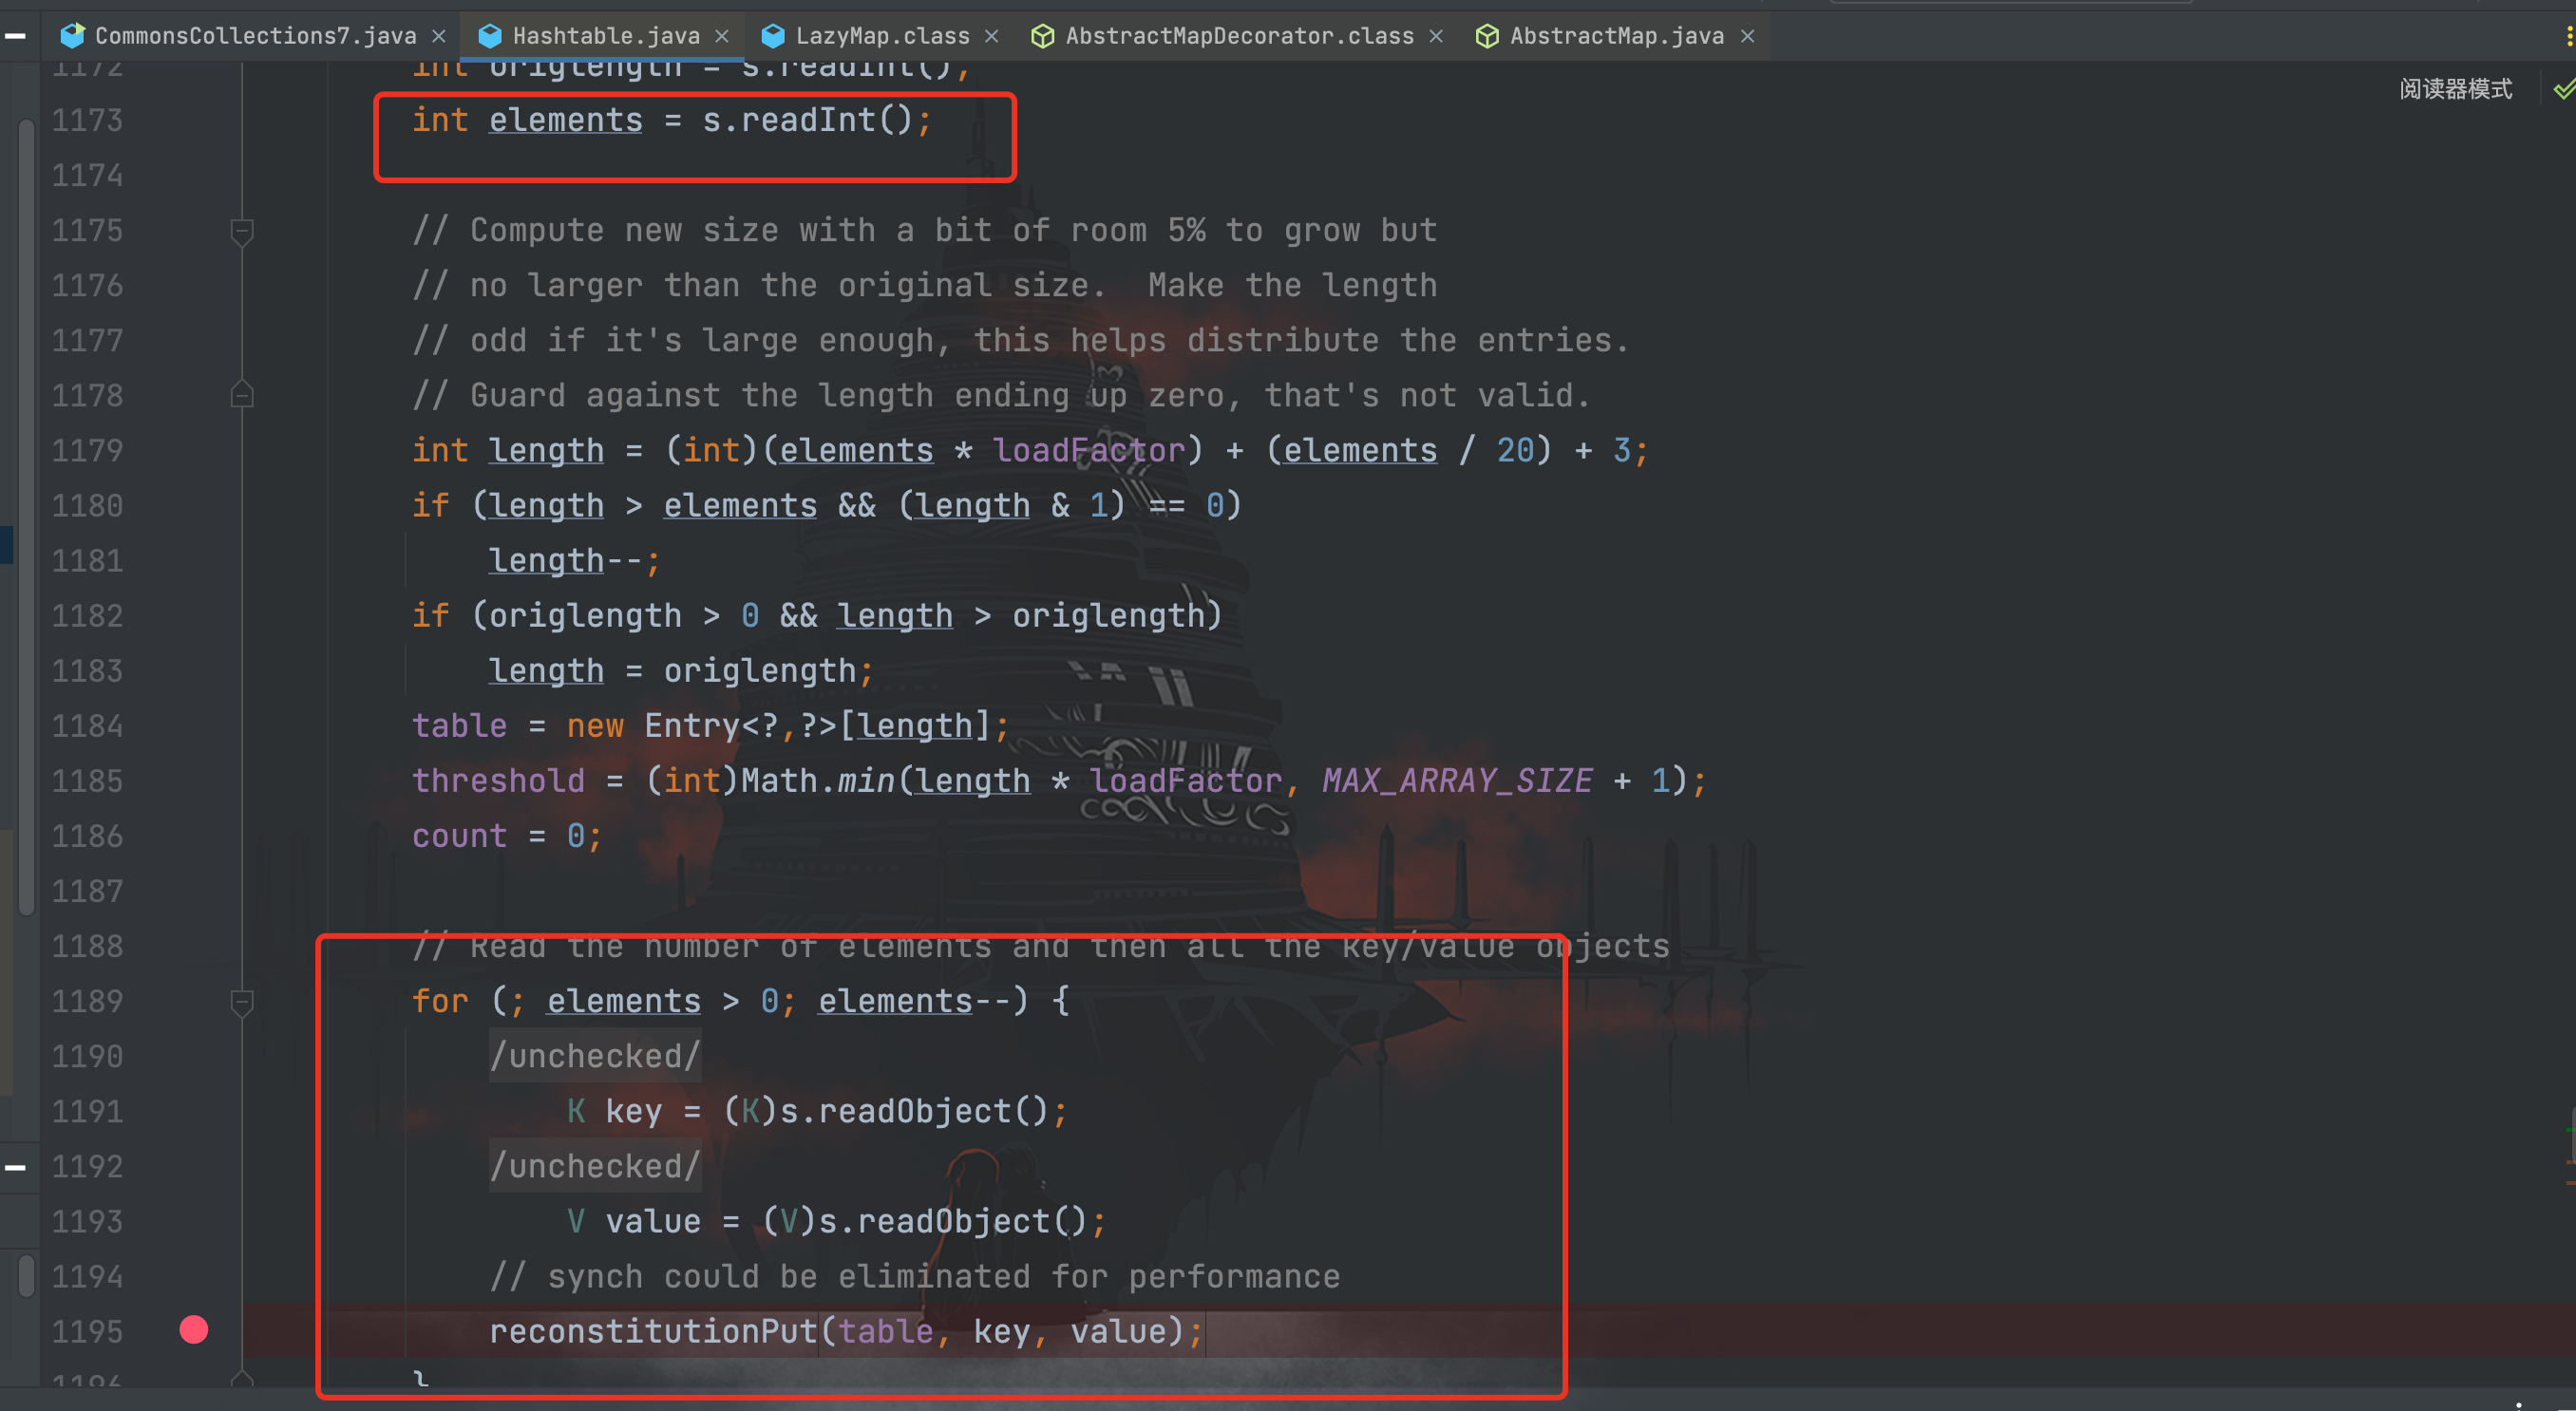 CommonsCollections7.java Hashtable.java LazyMap.class AbstractMapDecorator.class AbstractMap.java
1172 int origlength = s.readInt();
阅读器模式
1173 int elements = s.readInt();
1174
1175 // Compute new size with a bit of room 5% to grow but
1176 // no larger than the original size.  Make the length
1177 // odd if it's large enough, this helps distribute the entries.
1178 // Guard against the length ending up zero, that's not valid.
1179 int length = (int)(elements * loadFactor) + (elements / 20) + 3;
1180 if (length > elements && (length & 1) == 0)
1181 length--;
1182 if (origlength > 0 && length > origlength)
1183 length = origlength;
1184 table = new Entry<?,?>[length];
1185 threshold = (int)Math.min(length * loadFactor, MAX_ARRAY_SIZE + 1);
1186 count = 0;
1187
1188 // Read the number of elements and then all the key/value objects
1189 for (; elements > 0; elements--) {
1190 /unchecked/
1191 K key = (K)s.readObject();
1192 /unchecked/
1193 V value = (V)s.readObject();
1194 // synch could be eliminated for performance
1195 reconstitutionPut(table, key, value);
1196 }